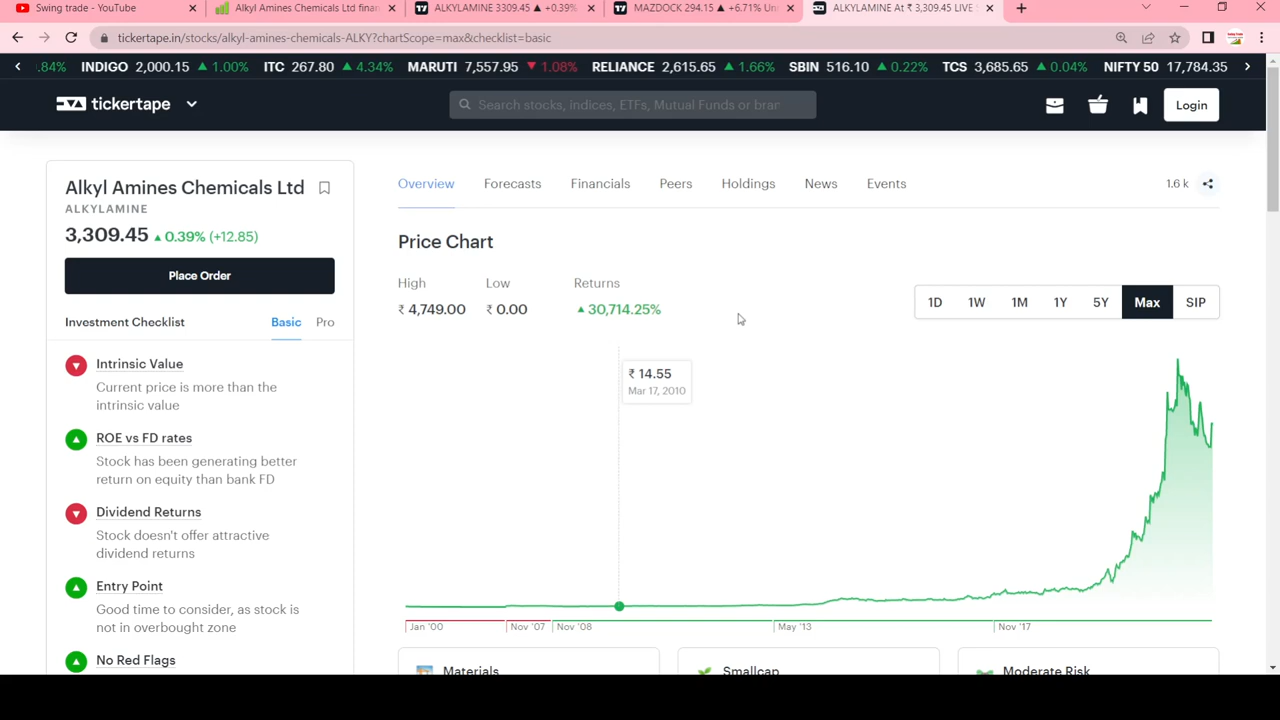 Swing trade - YouTube
Alkyl Amines Chemicals Ltd finan
ALKYLAMINE 3309.45 ▲ +0.39%
MAZDOCK 294.15 ▲ +6.71% Un
ALKYLAMINE At ₹ 3,309.45 LIVE
tickertape.in/stocks/alkyl-amines-chemicals-ALKY?chartScope=max&checklist=basic
.84% INDIGO 2,000.15 ▲ 1.00% ITC 267.80 ▲ 4.34% MARUTI 7,557.95 ▼ 1.08% RELIANCE 2,615.65 ▲ 1.66% SBIN 516.10 ▲ 0.22% TCS 3,685.65 ▲ 0.04% NIFTY 50 17,784.35
tickertape
Search stocks, indices, ETFs, Mutual Funds or bran
Login
Alkyl Amines Chemicals Ltd
ALKYLAMINE
3,309.45 ▲ 0.39% (+12.85)
Place Order
Investment Checklist Basic Pro
Intrinsic Value
Current price is more than the
intrinsic value
ROE vs FD rates
Stock has been generating better
return on equity than bank FD
Dividend Returns
Stock doesn't offer attractive
dividend returns
Entry Point
Good time to consider, as stock is
not in overbought zone
No Red Flags
Overview Forecasts Financials Peers Holdings News Events 1.6 k
Price Chart
High Low Returns
₹ 4,749.00 ₹ 0.00 ▲ 30,714.25%
1D 1W 1M 1Y 5Y Max SIP
₹ 14.55
Mar 17, 2010
Jan '00 Nov '07 Nov '08 May '13 Nov '17
Materials Smallcap Moderate Risk